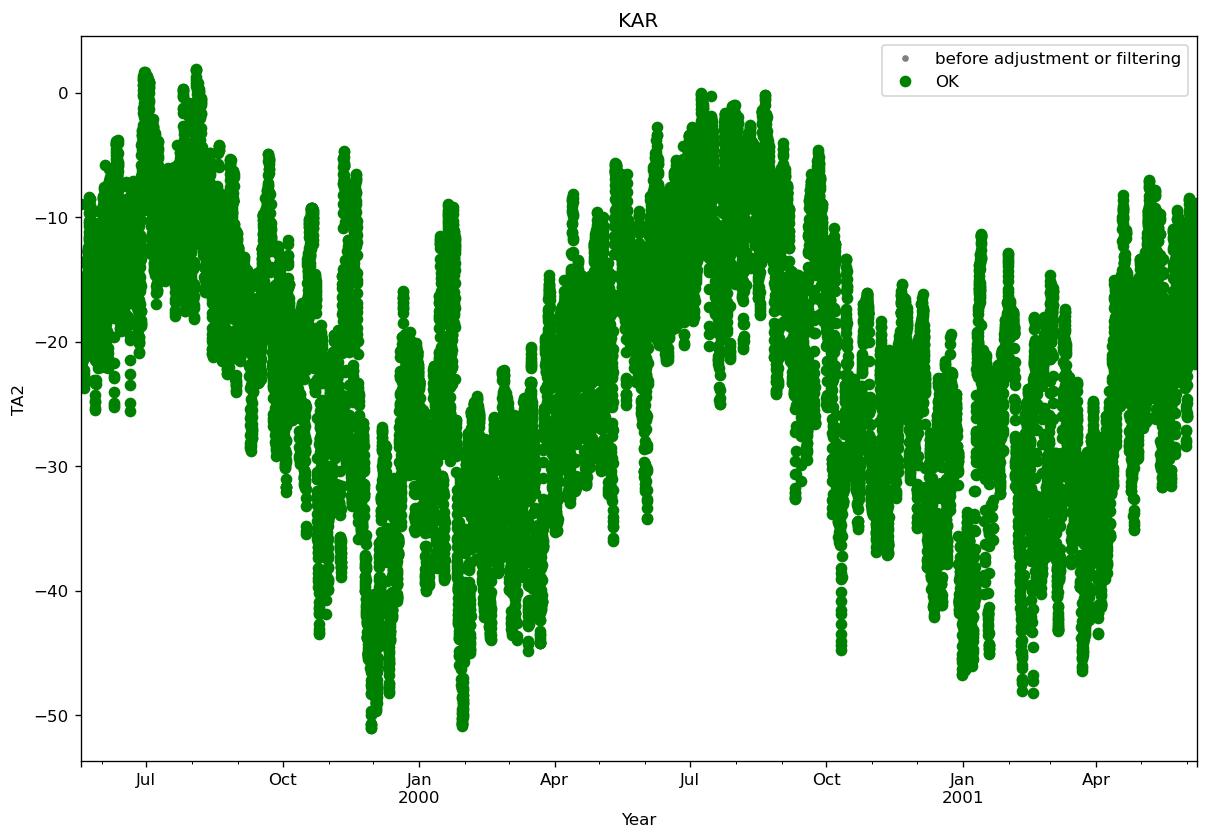 KAR
before adjustment or filtering
OK
TA2
0
−10
−20
−30
−40
−50
Jul Oct Jan Apr Jul Oct Jan Apr
2000 2001
Year